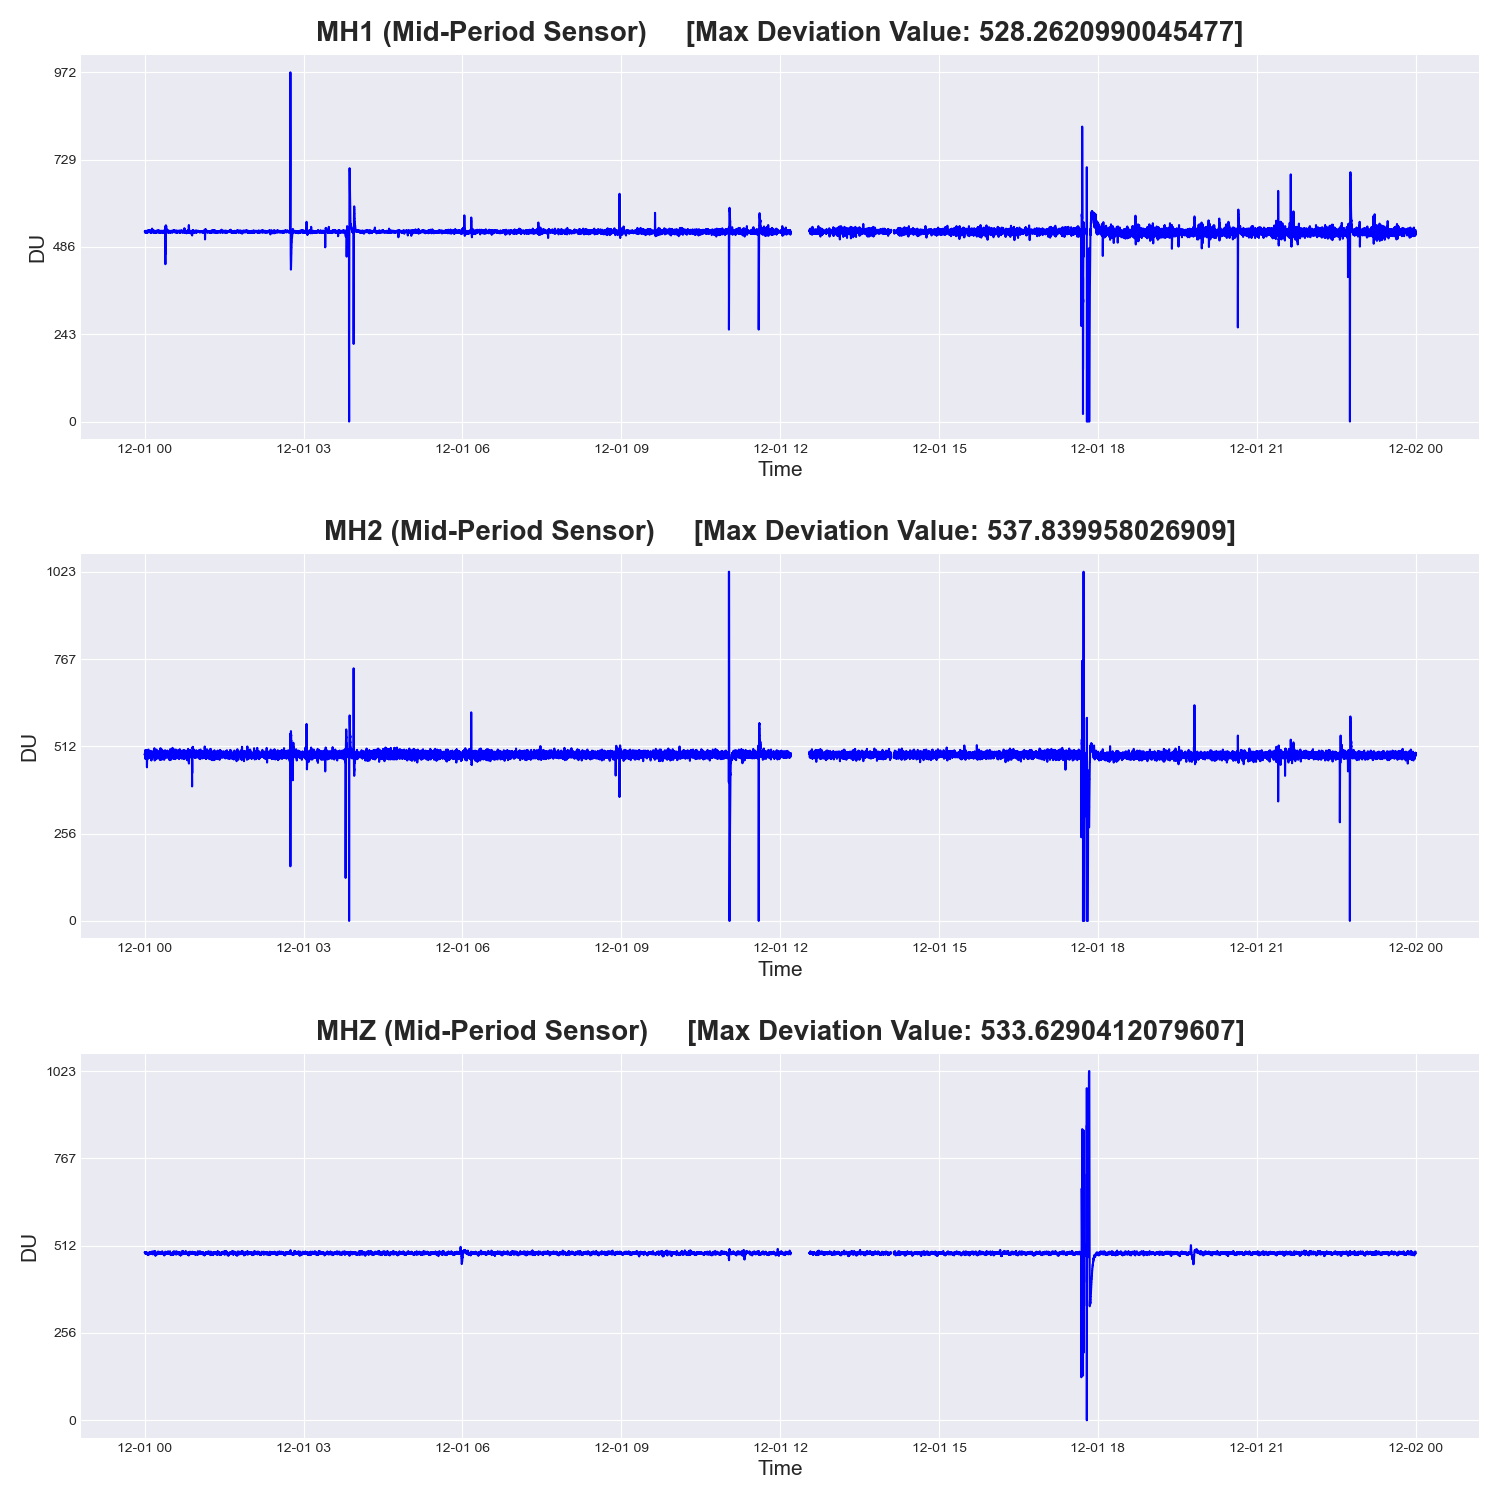 MH1 (Mid-Period Sensor) [Max Deviation Value: 528.2620990045477]
972
729
486
243
0
DU
12-01 00 12-01 03 12-01 06 12-01 09 12-01 12 12-01 15 12-01 18 12-01 21 12-02 00
Time
MH2 (Mid-Period Sensor) [Max Deviation Value: 537.839958026909]
1023
767
512
256
0
DU
12-01 00 12-01 03 12-01 06 12-01 09 12-01 12 12-01 15 12-01 18 12-01 21 12-02 00
Time
MHZ (Mid-Period Sensor) [Max Deviation Value: 533.6290412079607]
1023
767
512
256
0
DU
12-01 00 12-01 03 12-01 06 12-01 09 12-01 12 12-01 15 12-01 18 12-01 21 12-02 00
Time